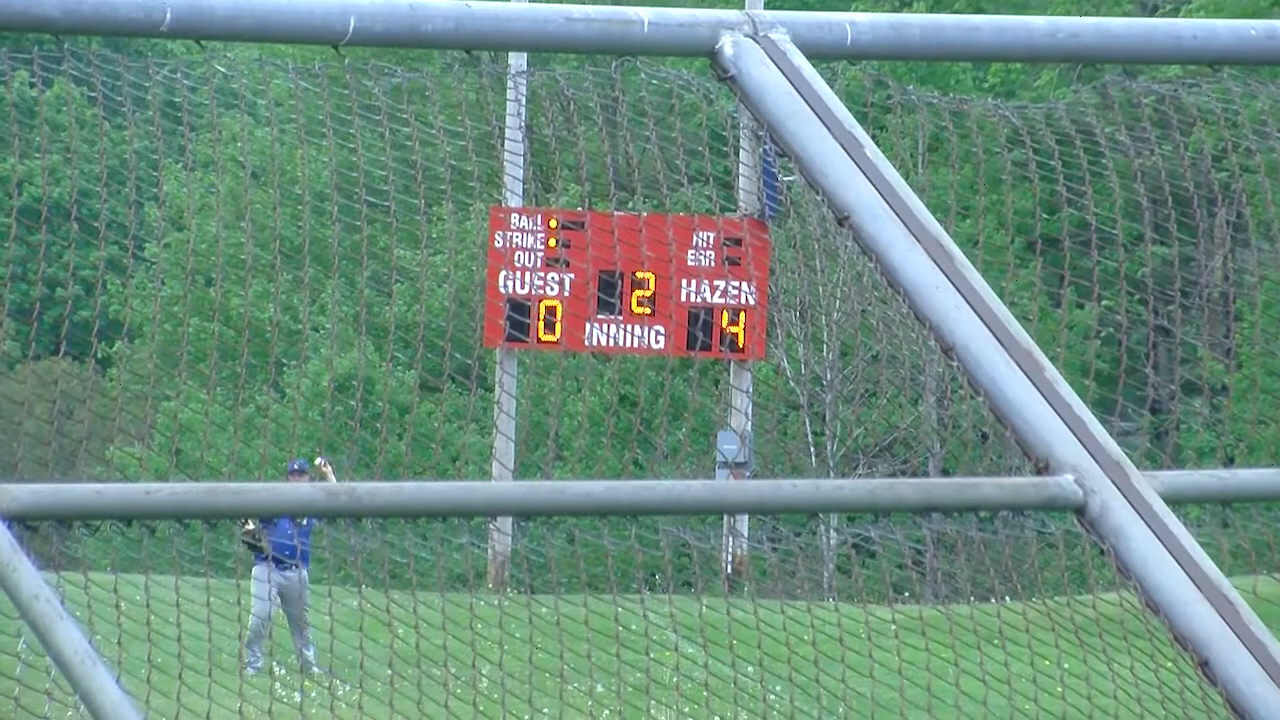 BALL
STRIKE
OUT
HIT
ERR
GUEST 2 HAZEN
0 INNING 4